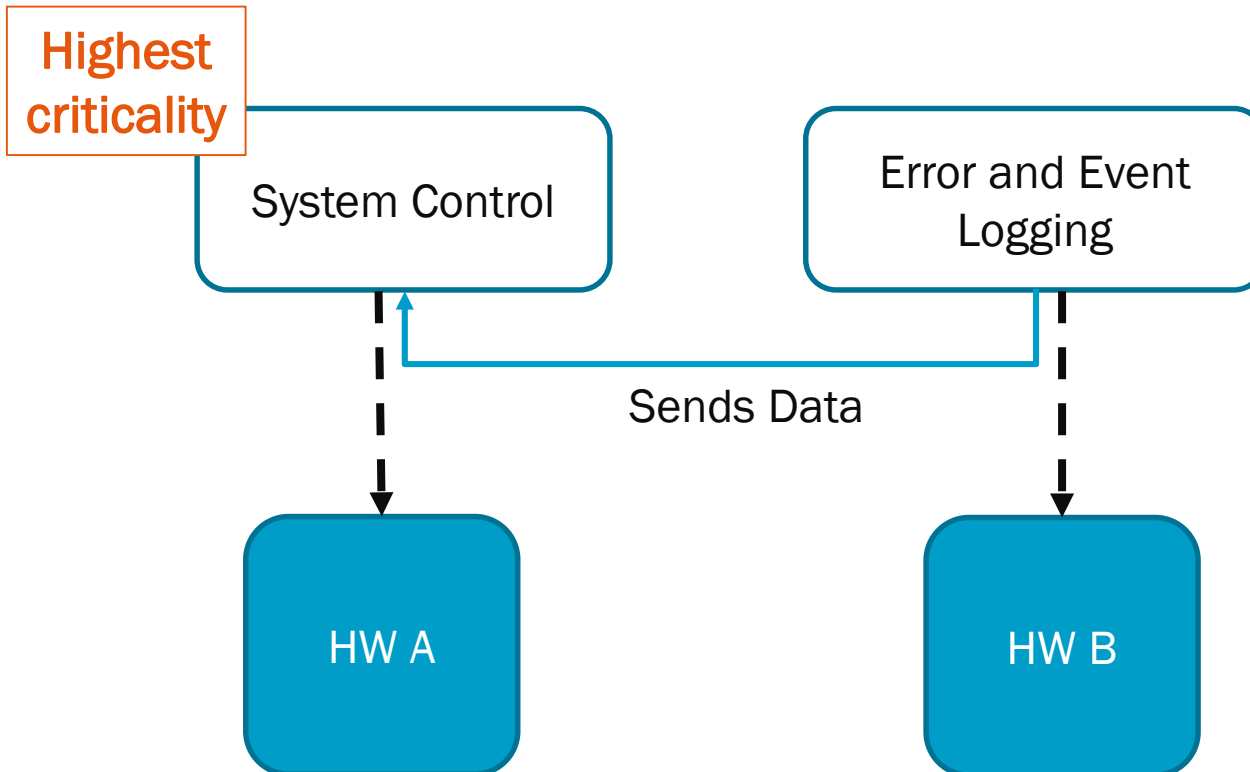 Highest
criticality
System Control
Error and Event
Logging
Sends Data
HW A
HW B